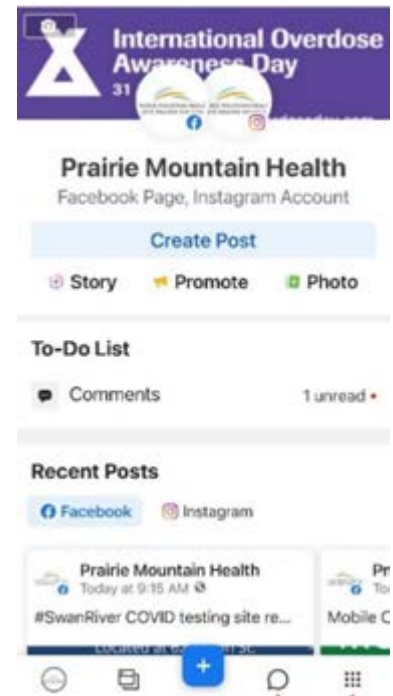 International Overdose
Awareness Day
31
Prairie Mountain Health
Facebook Page, Instagram Account
Create Post
Story Promote Photo
To-Do List
Comments 1 unread
Recent Posts
Facebook Instagram
Prairie Mountain Health
Today at 9:15 AM
#SwanRiver COVID testing site re...
Mobile
Located at